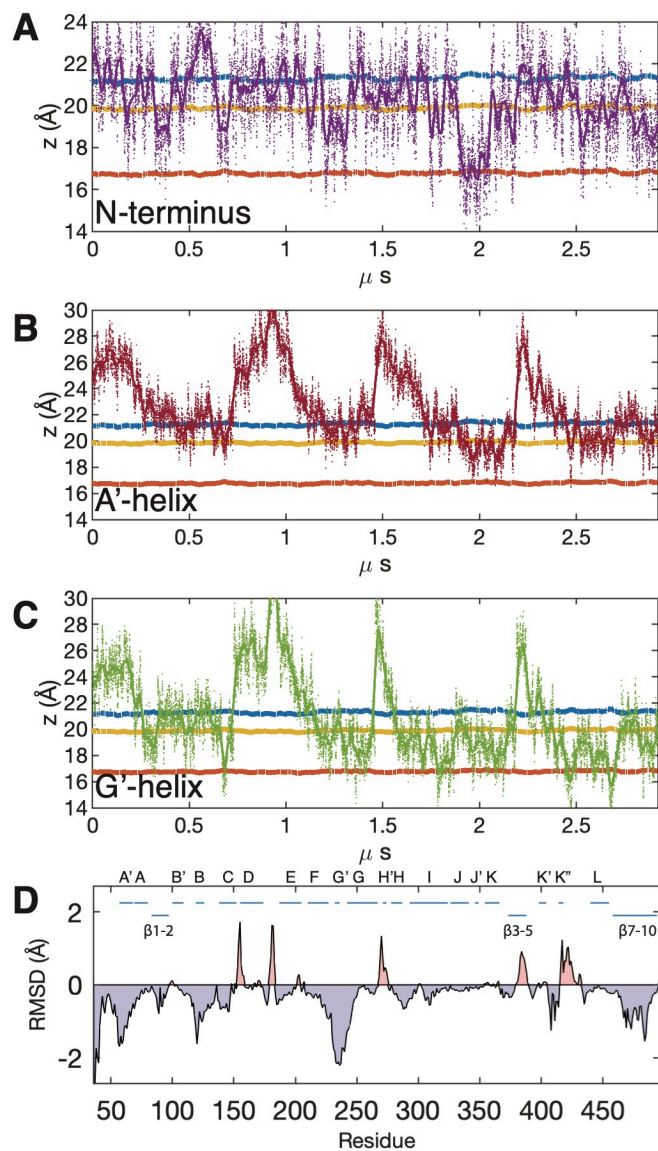 A
z (Å)
24
22
20
18
16
14
N-terminus
0 0.5 1 1.5 2 2.5
μ s
B
z (Å)
30
28
26
24
22
20
18
16
14
A'-helix
0 0.5 1 1.5 2 2.5
μ s
C
z (Å)
30
28
26
24
22
20
18
16
14
G'-helix
0 0.5 1 1.5 2 2.5
μ s
D
A' A B' B C D E F G' G H' H I J J' K K' K" L
β1-2 β3-5 β7-10
RMSD (Å)
2
0
-2
50 100 150 200 250 300 350 400 450
Residue